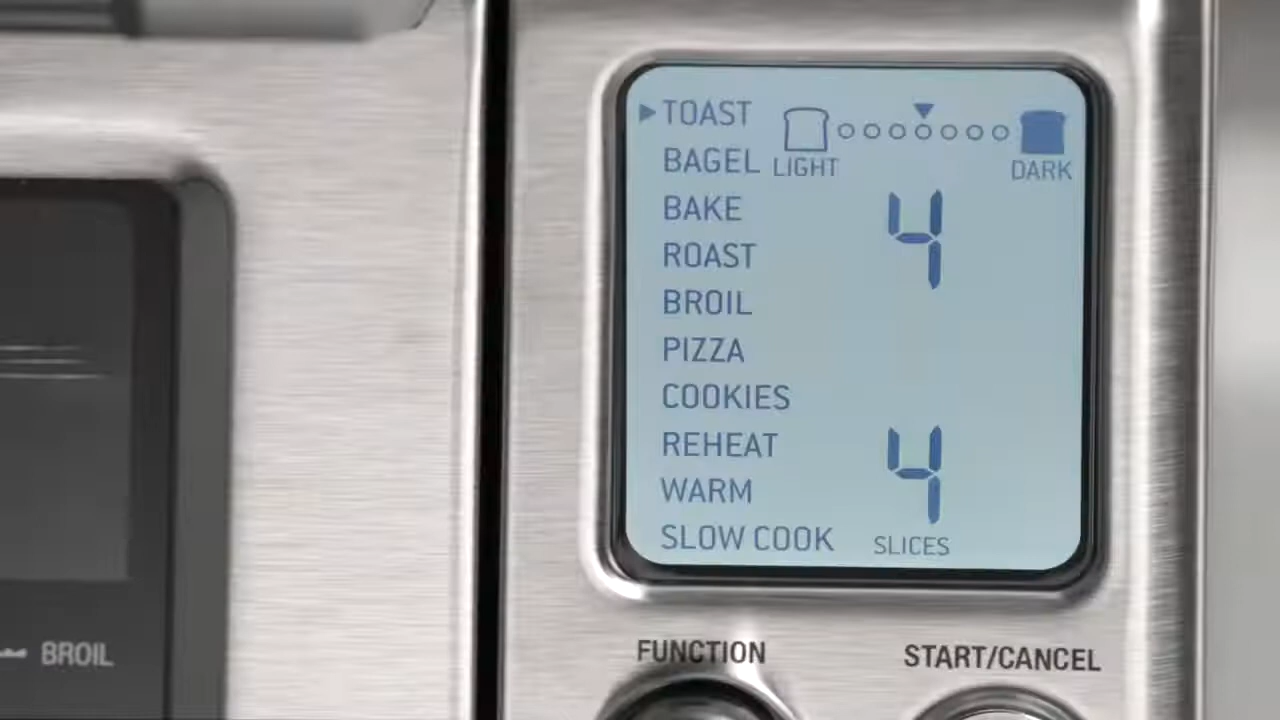 TOAST
BAGEL
BAKE
ROAST
BROIL
PIZZA
COOKIES
REHEAT
WARM
SLOW COOK
LIGHT
DARK
4
4
SLICES
FUNCTION
START/CANCEL
BROIL